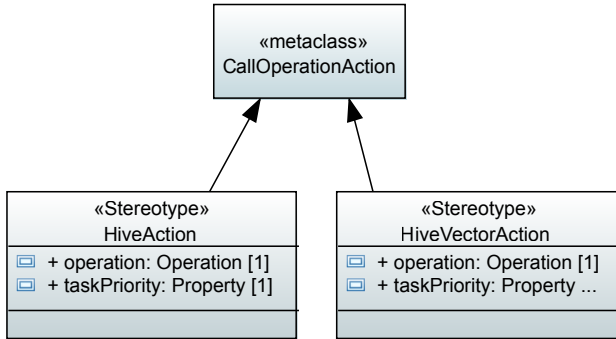 «metaclass»
CallOperationAction
«Stereotype»
HiveAction
+ operation: Operation [1]
+ taskPriority: Property [1]
«Stereotype»
HiveVectorAction
+ operation: Operation [1]
+ taskPriority: Property ...